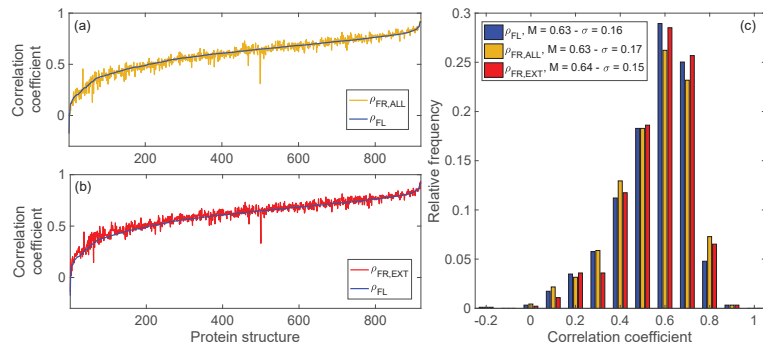 (a)
1
0.5
0
Correlation
coefficient
ρFR,ALL
ρFL
200 400 600 800
(b)
1
0.5
0
Correlation
coefficient
ρFR,EXT
ρFL
200 400 600 800
Protein structure
(c)
ρFL, M = 0.63 - σ = 0.16
ρFR,ALL, M = 0.63 - σ = 0.17
ρFR,EXT, M = 0.64 - σ = 0.15
0.3
0.25
0.2
0.15
0.1
0.05
0
Relative frequency
-0.2 0 0.2 0.4 0.6 0.8 1
Correlation coefficient